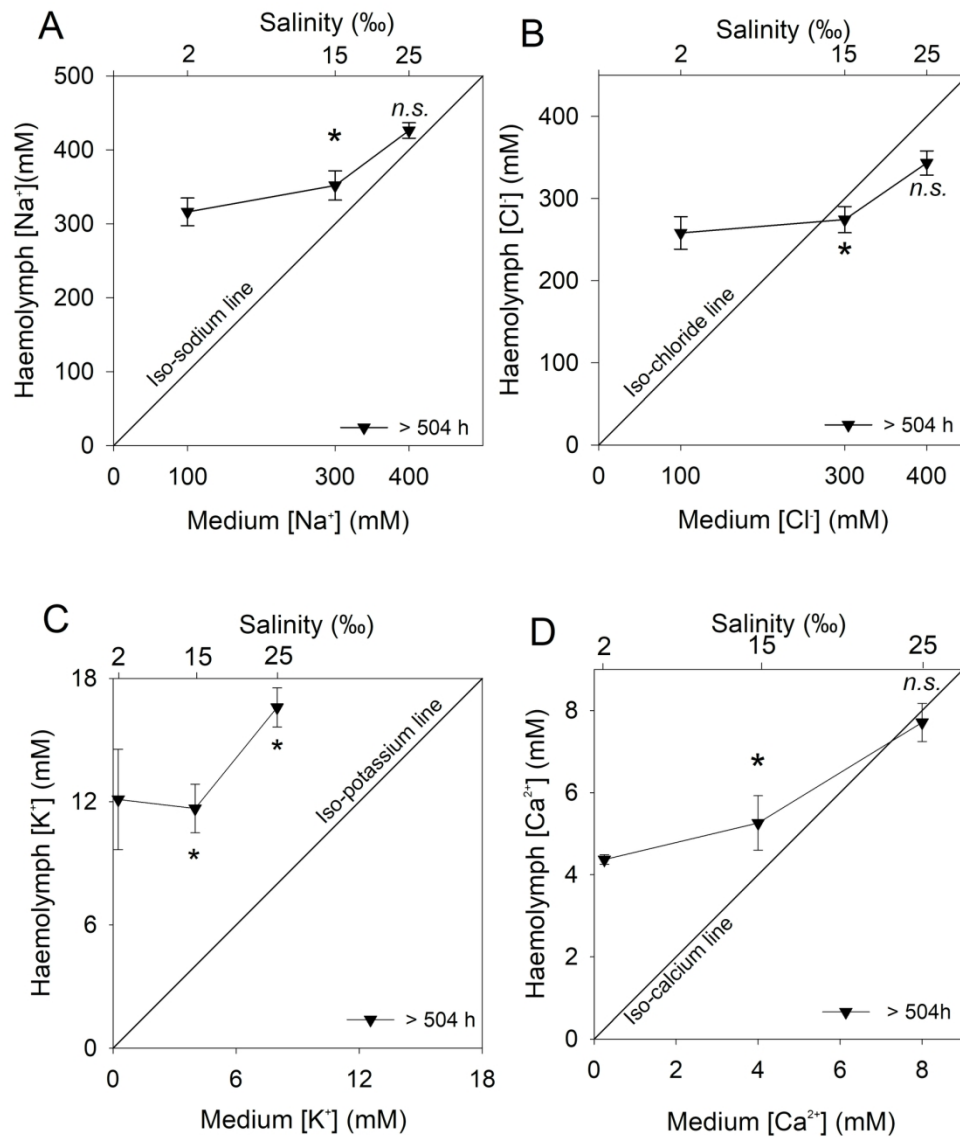 A
Salinity (‰)
2 15 25
500
400
300
200
100
0
Haemolymph [Na⁺](mM)
* n.s.
Iso-sodium line
> 504 h
0 100 300 400
Medium [Na⁺] (mM)
B
Salinity (‰)
2 15 25
400
300
200
100
0
Haemolymph [Cl⁻] (mM)
n.s.
*
Iso-chloride line
> 504 h
0 100 300 400
Medium [Cl⁻] (mM)
C
Salinity (‰)
2 15 25
18
12
6
0
Haemolymph [K⁺] (mM)
*
*
Iso-potassium line
> 504 h
0 6 12 18
Medium [K⁺] (mM)
D
Salinity (‰)
2 15 25
8
6
4
2
0
Haemolymph [Ca²⁺] (mM)
n.s.
*
Iso-calcium line
> 504h
0 2 4 6 8
Medium [Ca²⁺] (mM)